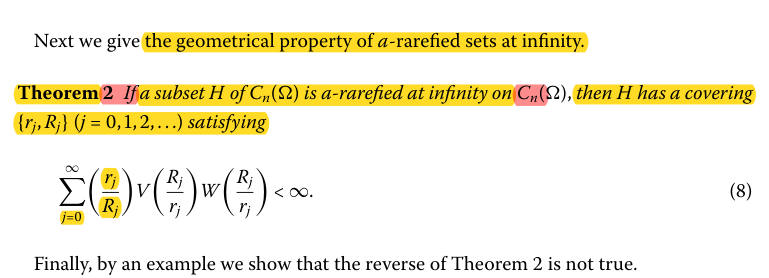 Next we give the geometrical property of a-rarefied sets at infinity.
Theorem 2 If a subset H of Cn(Ω) is a-rarefied at infinity on Cn(Ω), then H has a covering
{rj, Rj} (j = 0, 1, 2, . . .) satisfying
∞∑j=0 (rj/Rj) V(Rj/rj) W(Rj/rj) < ∞. (8)
Finally, by an example we show that the reverse of Theorem 2 is not true.